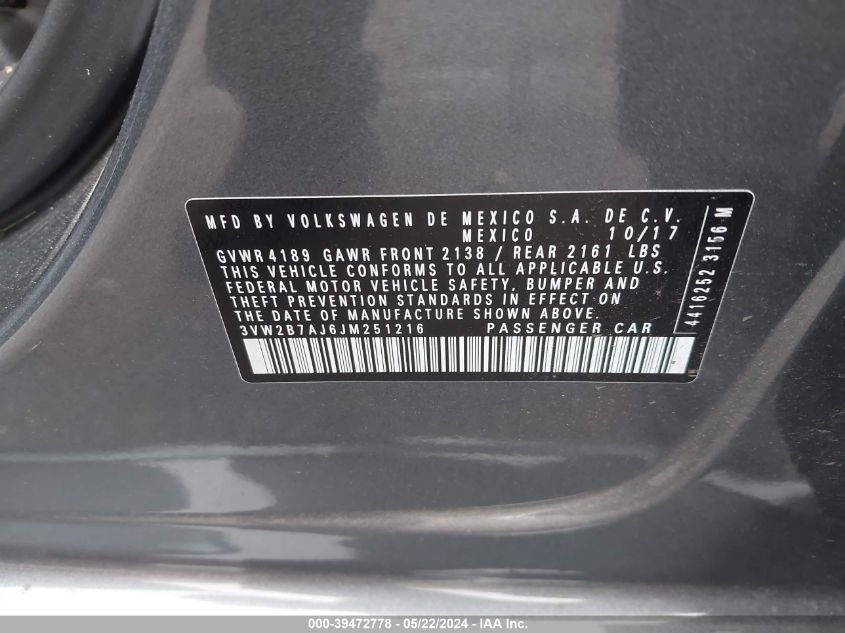 MFD BY VOLKSWAGEN DE MEXICO S.A. DE C.V.
MEXICO 10/17
GVWR 4189 GAWR FRONT 2138 / REAR 2161 LBS
THIS VEHICLE CONFORMS TO ALL APPLICABLE U.S.
FEDERAL MOTOR VEHICLE SAFETY, BUMPER AND
THEFT PREVENTION STANDARDS IN EFFECT ON
THE DATE OF MANUFACTURE SHOWN ABOVE.
3VW2B7AJ6JM251216 PASSENGER CAR
4416252 3156 M
000-39472778 - 05/22/2024 - IAA Inc.